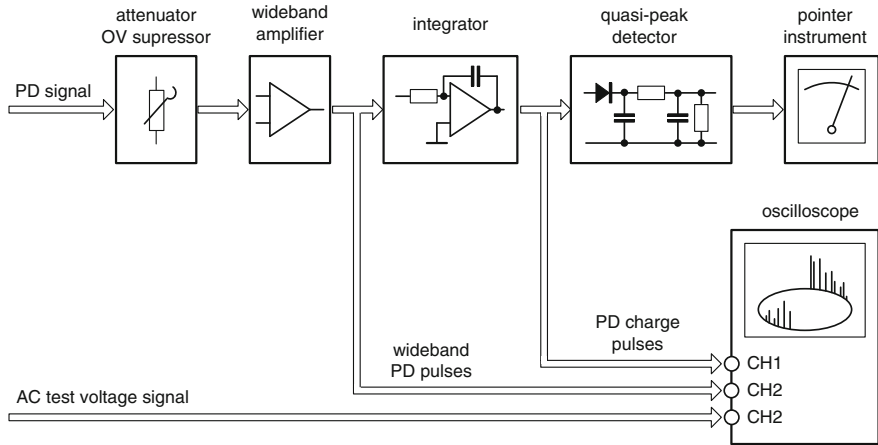 attenuator
OV supressor
wideband
amplifier
integrator
quasi-peak
detector
pointer
instrument
PD signal
oscilloscope
PD charge
pulses
wideband
PD pulses
AC test voltage signal
CH1
CH2
CH2